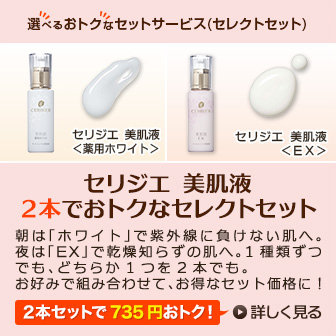 選べるおトクなセットサービス(セレクトセット)
セリジエ 美肌液
<薬用ホワイト>
セリジエ 美肌液
<EX>
セリジエ 美肌液
2本でおトクなセレクトセット
朝は「ホワイト」で紫外線に負けない肌へ。
夜は「EX」で乾燥知らずの肌へ。1種類ずつ
でも、どちらか1つを2本でも。
お好みで組み合わせて、お得なセット価格に!
2本セットで735円おトク!
詳しく見る